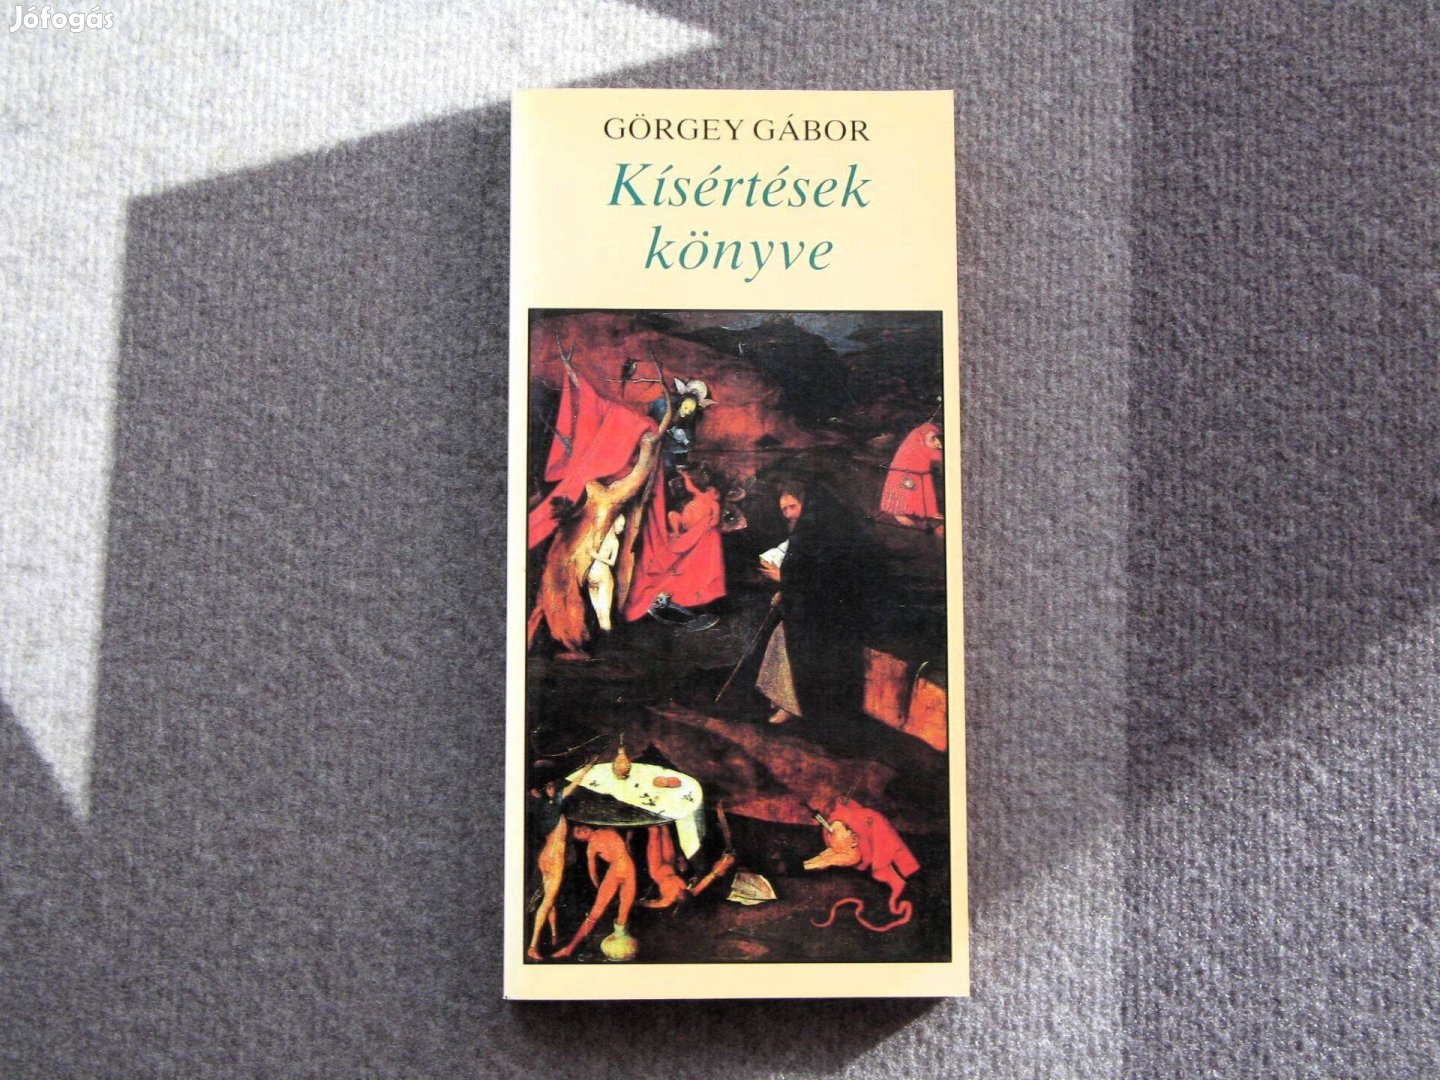 Jófogás
GÖRGEY GÁBOR
Kísértések
könyve